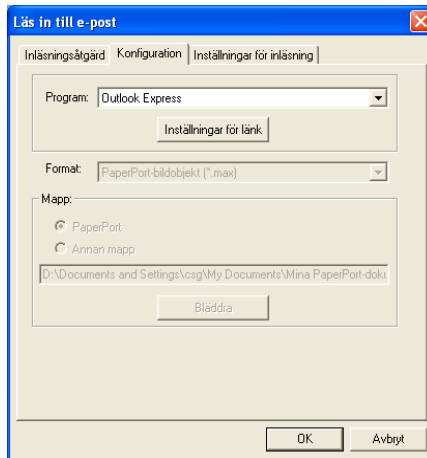 Läs in till e-post
Inläsningsåtgärd Konfiguration Inställningar för inläsning
Program: Outlook Express
Inställningar för länk
Format: PaperPort-bildobjekt (*.max)
Mapp:
PaperPort
Annan mapp
D:\Documents and Settings\csg\My Documents\Mina PaperPort-doku
Bläddra
OK Avbryt